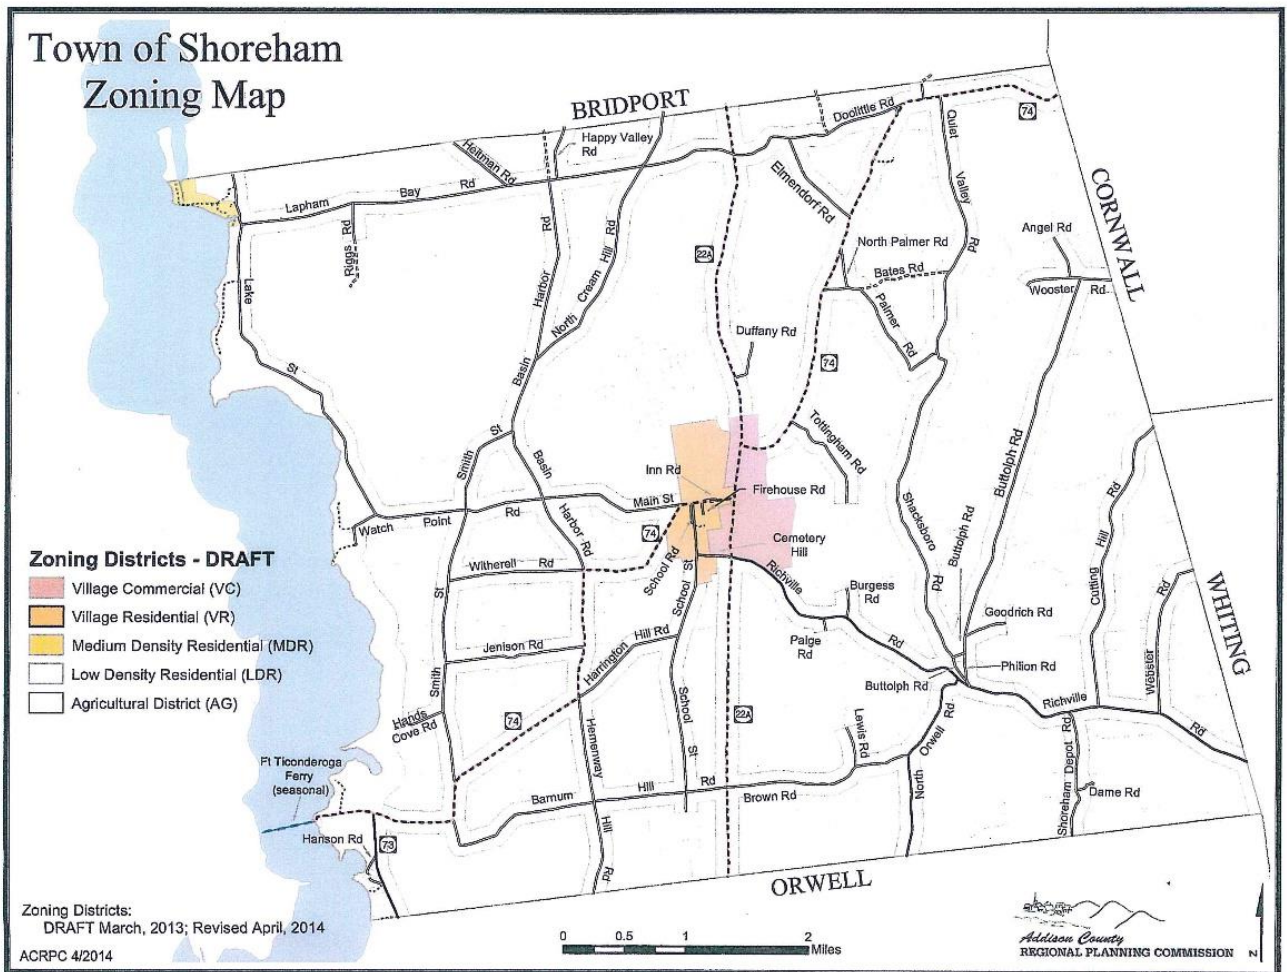 Town of Shoreham
Zoning Map
BRIDPORT
CORNWALL
WHITNG
ORWELL
74
Doolittle Rd
Happy Valley
Rd
Heitman Rd
Lapham
Bay
Rd
Riggs Rd
Elmendorf Rd
Quiet
Valley
Rd
22A
North Palmer Rd
Bates Rd
Palmer
Rd
Angel Rd
Wooster
Rd
Lake
St
Harbor
Rd
North
Cream
Hill
Rd
Basin
Duffany Rd
74
Tottingham Rd
Smith
St
Basin
Harbor
Rd
Inn Rd
Main St
Firehouse Rd
Watch
Point
Rd
74
Cemetery
Hill
School Rd
School St
Richville
Rd
Witherell
Rd
Shacksboro
Rd
Buttolph Rd
Buttolph Rd
Cutting
Hill
Rd
Burgess
Rd
Paige
Rd
Goodrich Rd
Philion Rd
Buttolph Rd
Webster
Rd
Richville
Rd
Zoning Districts - DRAFT
Village Commercial (VC)
Village Residential (VR)
Medium Density Residential (MDR)
Low Density Residential (LDR)
Agricultural District (AG)
St
Smith
Jenison Rd
Harrington
Hill Rd
School
St
Hands
Cove Rd
74
22A
Hemenway
Hill
Rd
Lewis Rd
North
Orwell
Rd
Shoreham Depot Rd
Dame Rd
Ft Ticonderoga
Ferry
(seasonal)
Barnum
Hill
Rd
Brown Rd
Hanson Rd
73
Zoning Districts:
DRAFT March, 2013; Revised April, 2014
ACRPC 4/2014
0
0.5
1
2
Miles
Addison County
REGIONAL PLANNING COMMISSION
N